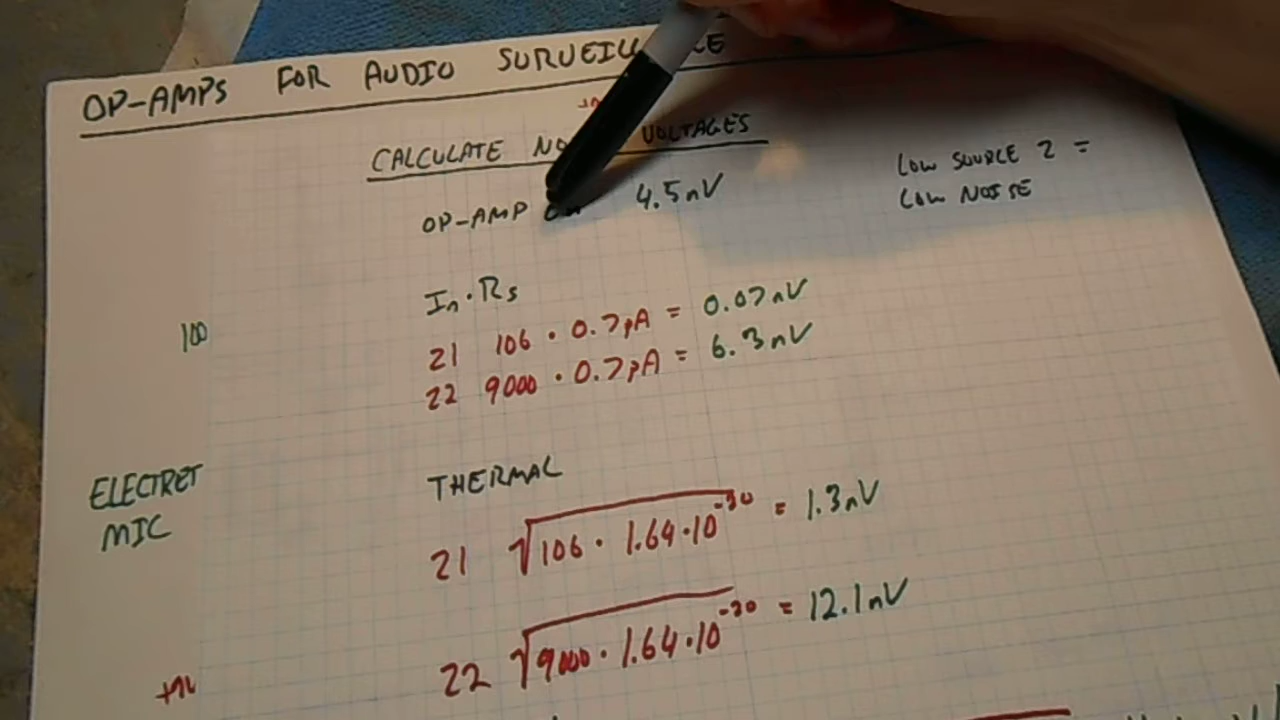 OP-AMPS FOR AUDIO
CALCULATE VOLTAGES
OP-AMP 4.5nV
LOW SOURCE Z =
LOW NOISE
In·Rs
100
21 106 · 0.7pA = 0.07nV
22 9000 · 0.7pA = 6.3nV
ELECTRET
MIC
THERMAL
21 √106 · 1.64·10⁻²⁰ = 1.3nV
22 √9000 · 1.64·10⁻²⁰ = 12.1nV